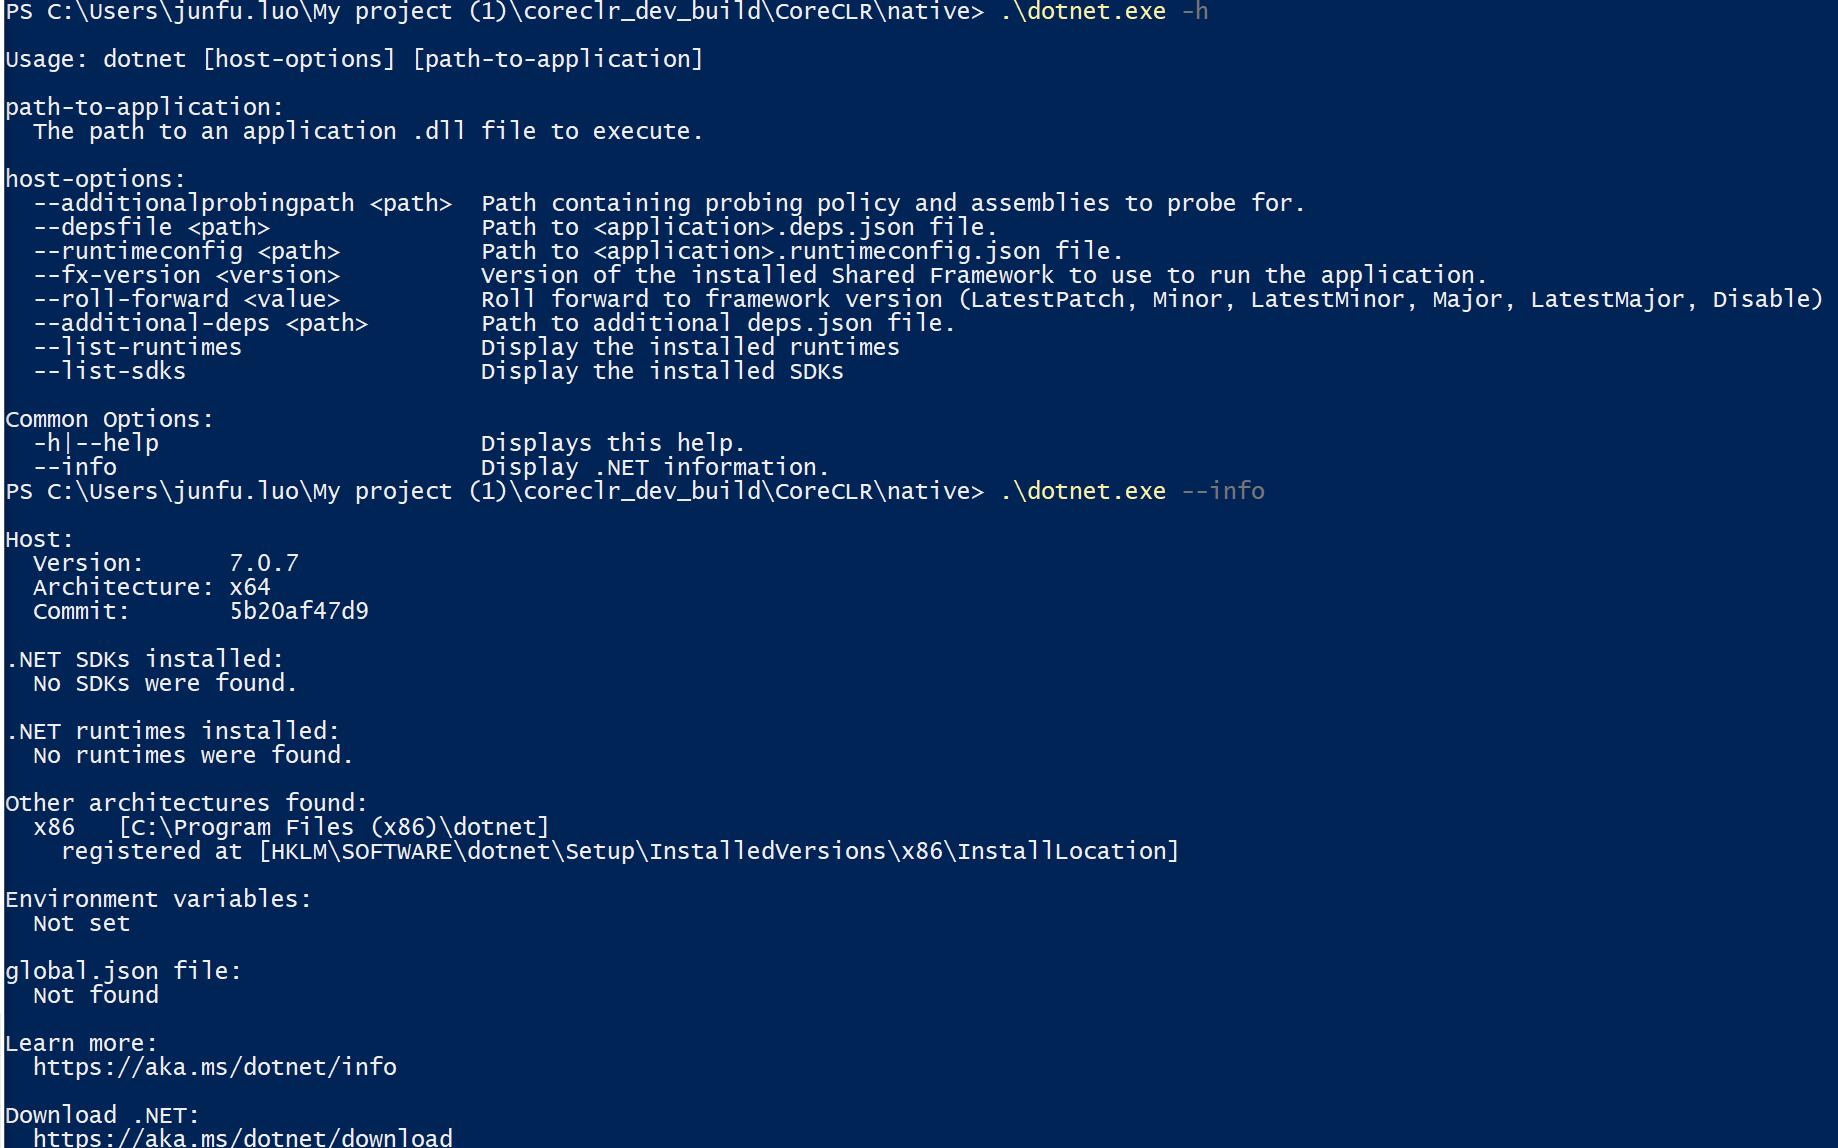 PS C:\Users\junfu.luo\My project (1)\coreclr_dev_build\CoreCLR\native> .\dotnet.exe -h
Usage: dotnet [host-options] [path-to-application]
path-to-application:
  The path to an application .dll file to execute.
host-options:
  --additionalprobingpath <path>  Path containing probing policy and assemblies to probe for.
  --depsfile <path>               Path to <application>.deps.json file.
  --runtimeconfig <path>          Path to <application>.runtimeconfig.json file.
  --fx-version <version>          Version of the installed Shared Framework to use to run the application.
  --roll-forward <value>          Roll forward to framework version (LatestPatch, Minor, LatestMinor, Major, LatestMajor, Disable)
  --additional-deps <path>        Path to additional deps.json file.
  --list-runtimes                 Display the installed runtimes
  --list-sdks                     Display the installed SDKs
Common Options:
  -h|--help                       Displays this help.
  --info                          Display .NET information.
PS C:\Users\junfu.luo\My project (1)\coreclr_dev_build\CoreCLR\native> .\dotnet.exe --info
Host:
  Version:      7.0.7
  Architecture: x64
  Commit:       5b20af47d9
.NET SDKs installed:
  No SDKs were found.
.NET runtimes installed:
  No runtimes were found.
Other architectures found:
  x86   [C:\Program Files (x86)\dotnet]
    registered at [HKLM\SOFTWARE\dotnet\Setup\InstalledVersions\x86\InstallLocation]
Environment variables:
  Not set
global.json file:
  Not found
Learn more:
  https://aka.ms/dotnet/info
Download .NET:
  https://aka.ms/dotnet/download